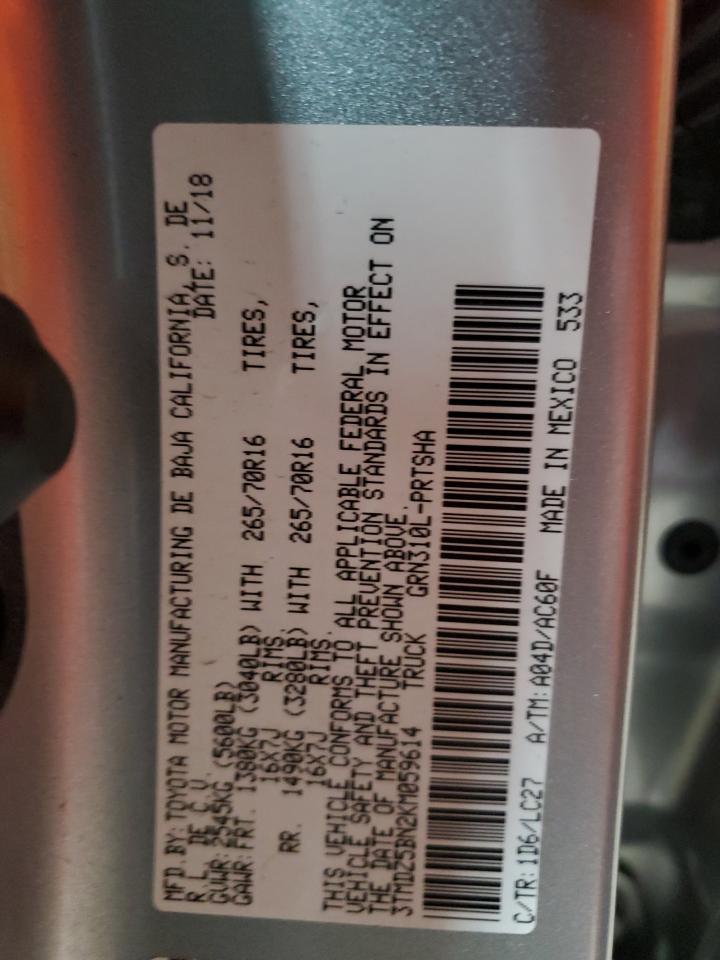 MFD.BY:TOYOTA MOTOR MANUFACTURING DE BAJA CALIFORNIA, S. DE
R.L. DE C.V. DATE: 11/18
GVWR:2545KG (5600LB)
GAWR:FRT. 1380KG (3040LB) WITH 265/70R16 TIRES,
16X7J RIMS.
RR. 1490KG (3280LB) WITH 265/70R16 TIRES,
16X7J RIMS.
THIS VEHICLE CONFORMS TO ALL APPLICABLE FEDERAL MOTOR
VEHICLE SAFETY AND THEFT PREVENTION STANDARDS IN EFFECT ON
THE DATE OF MANUFACTURE SHOWN ABOVE.
3TMDZ5BN2KM059614 TRUCK GRN310L-PRTSHA
C/TR:1D6/LC27 A/TM:A04D/AC60F MADE IN MEXICO 533